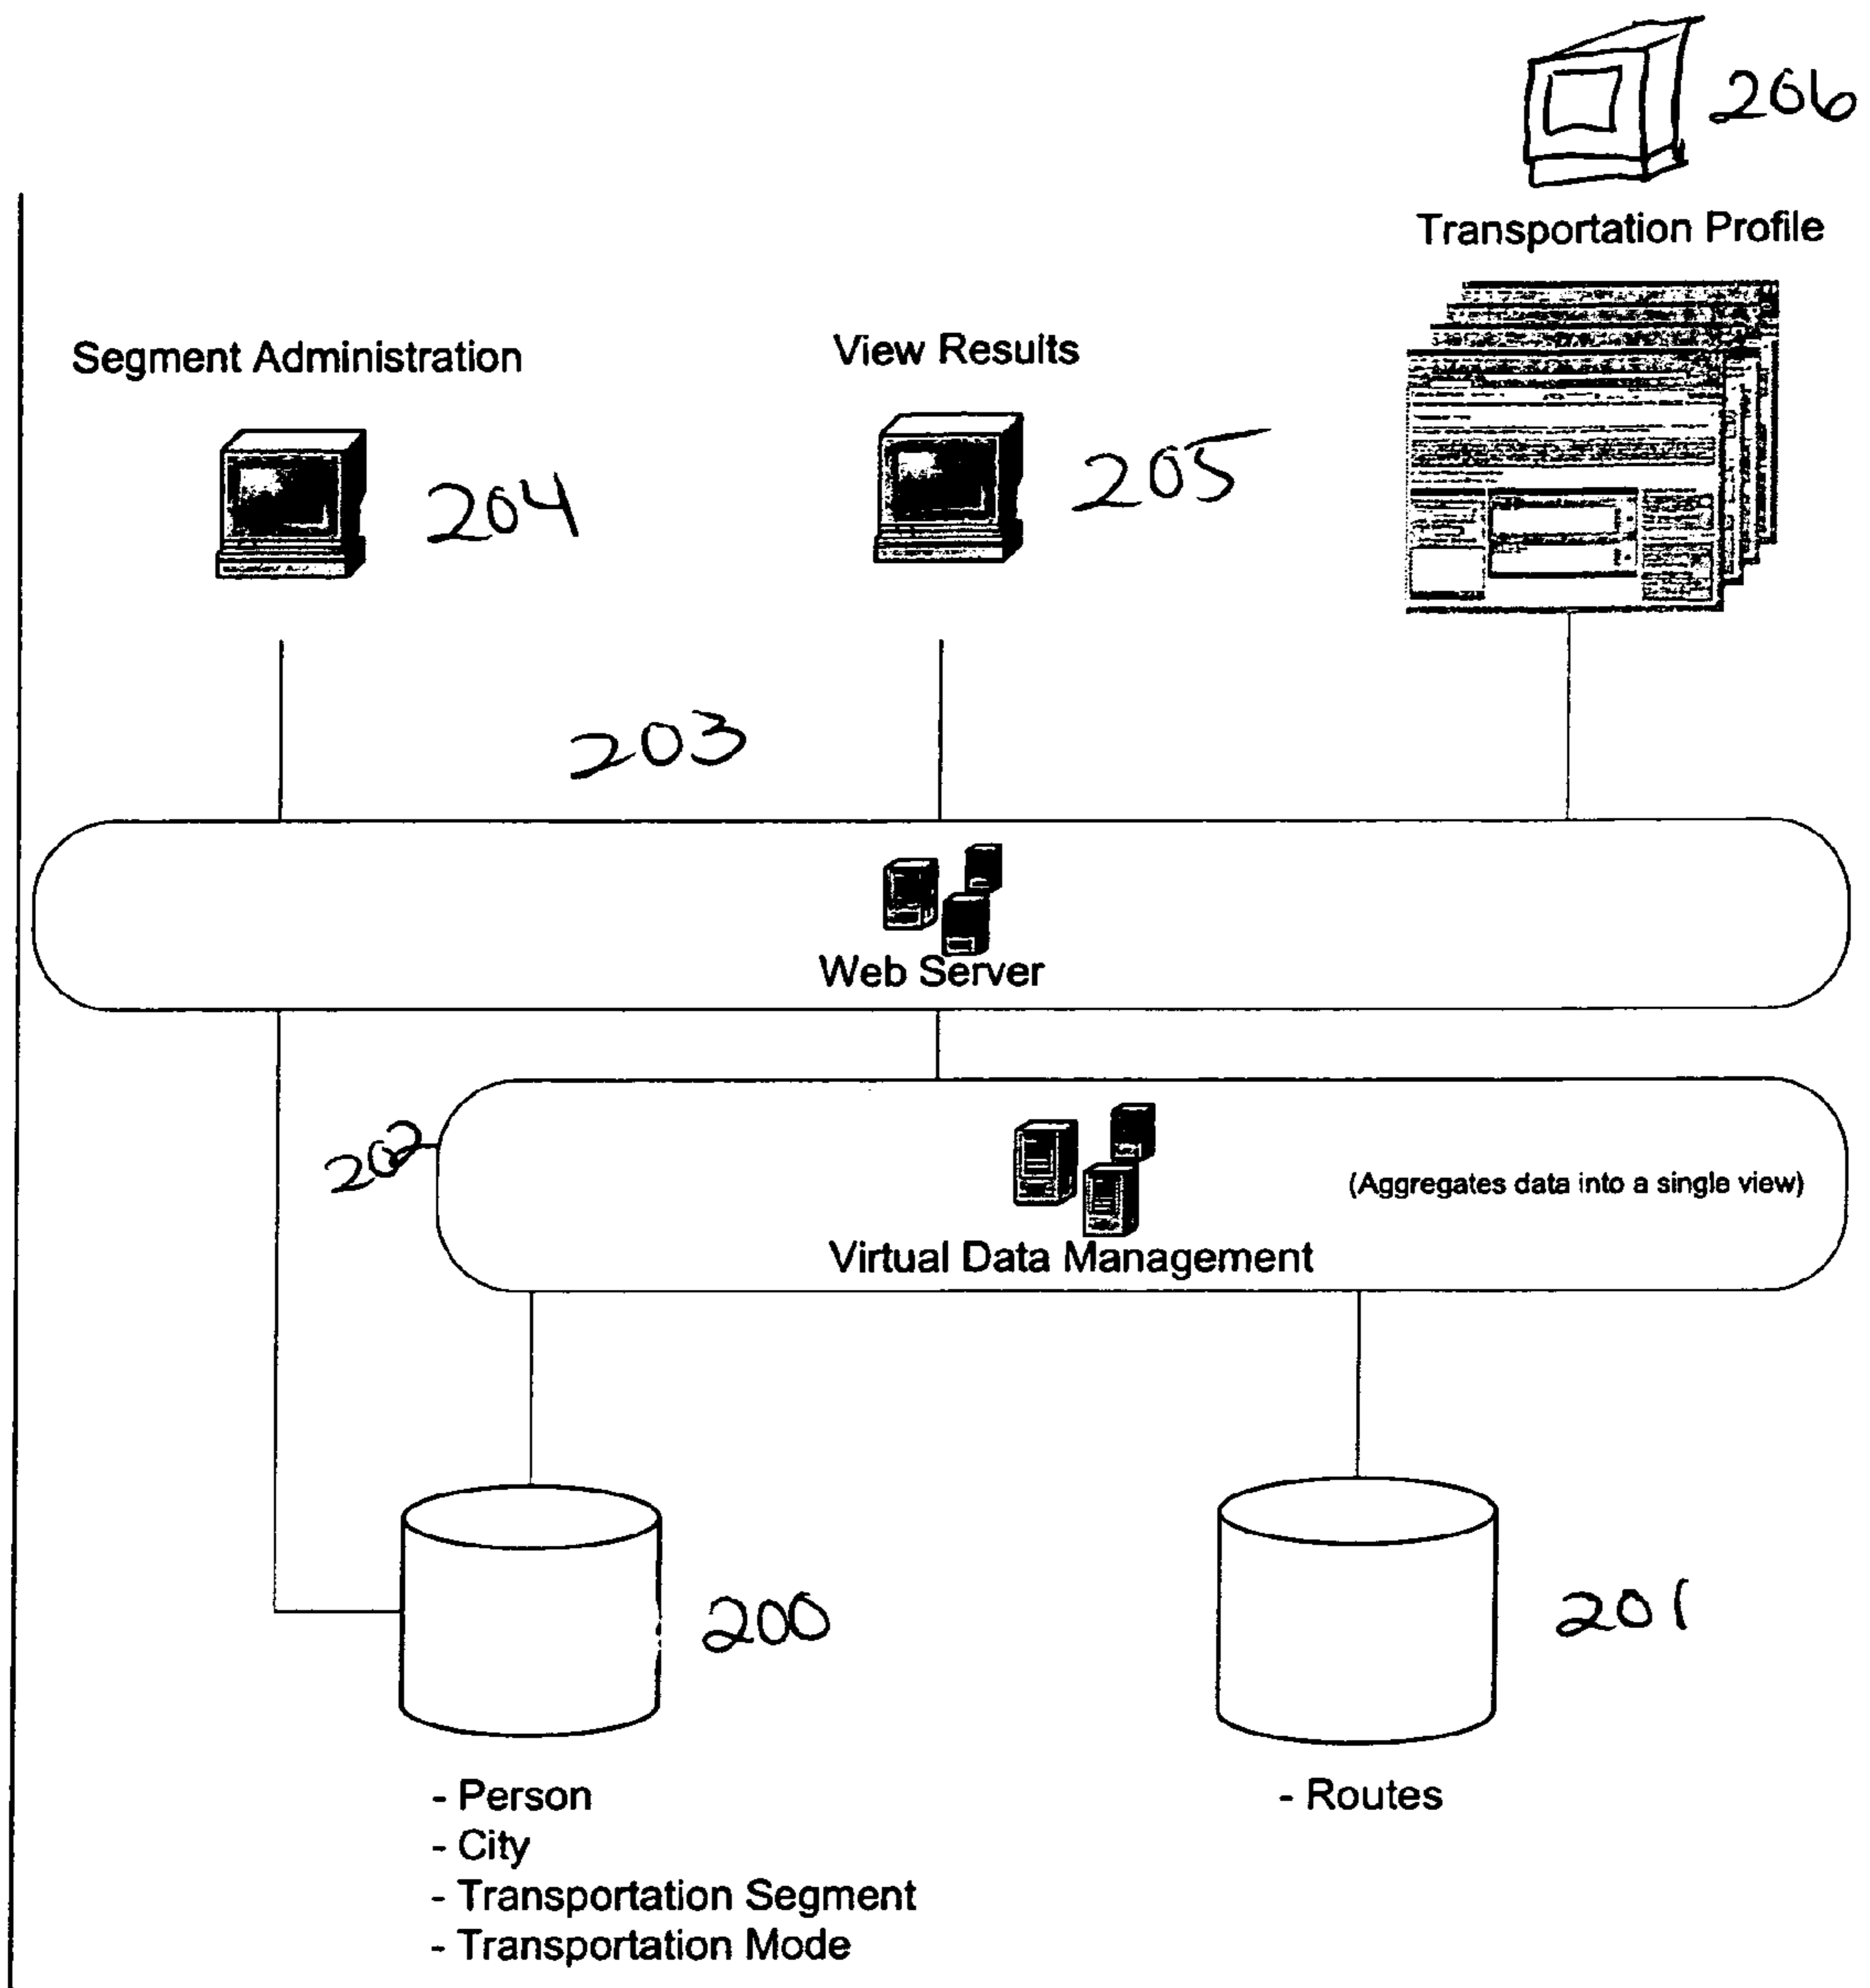 206
Transportation Profile
Segment Administration
View Results
204
205
203
Web Server
202
(Aggregates data into a single view)
Virtual Data Management
200
201
- Person
- City
- Transportation Segment
- Transportation Mode
- Routes